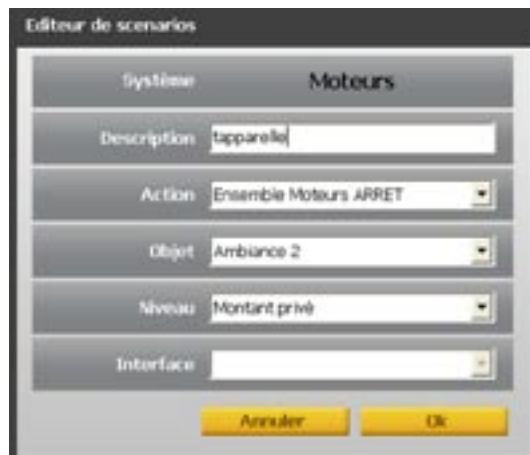 Editeur de scenarios
Système Moteurs
Description tapparelle
Action Ensemble Moteurs ARRET
Objet Ambiance 2
Niveau Montant privé
Interface
Annuler Ok